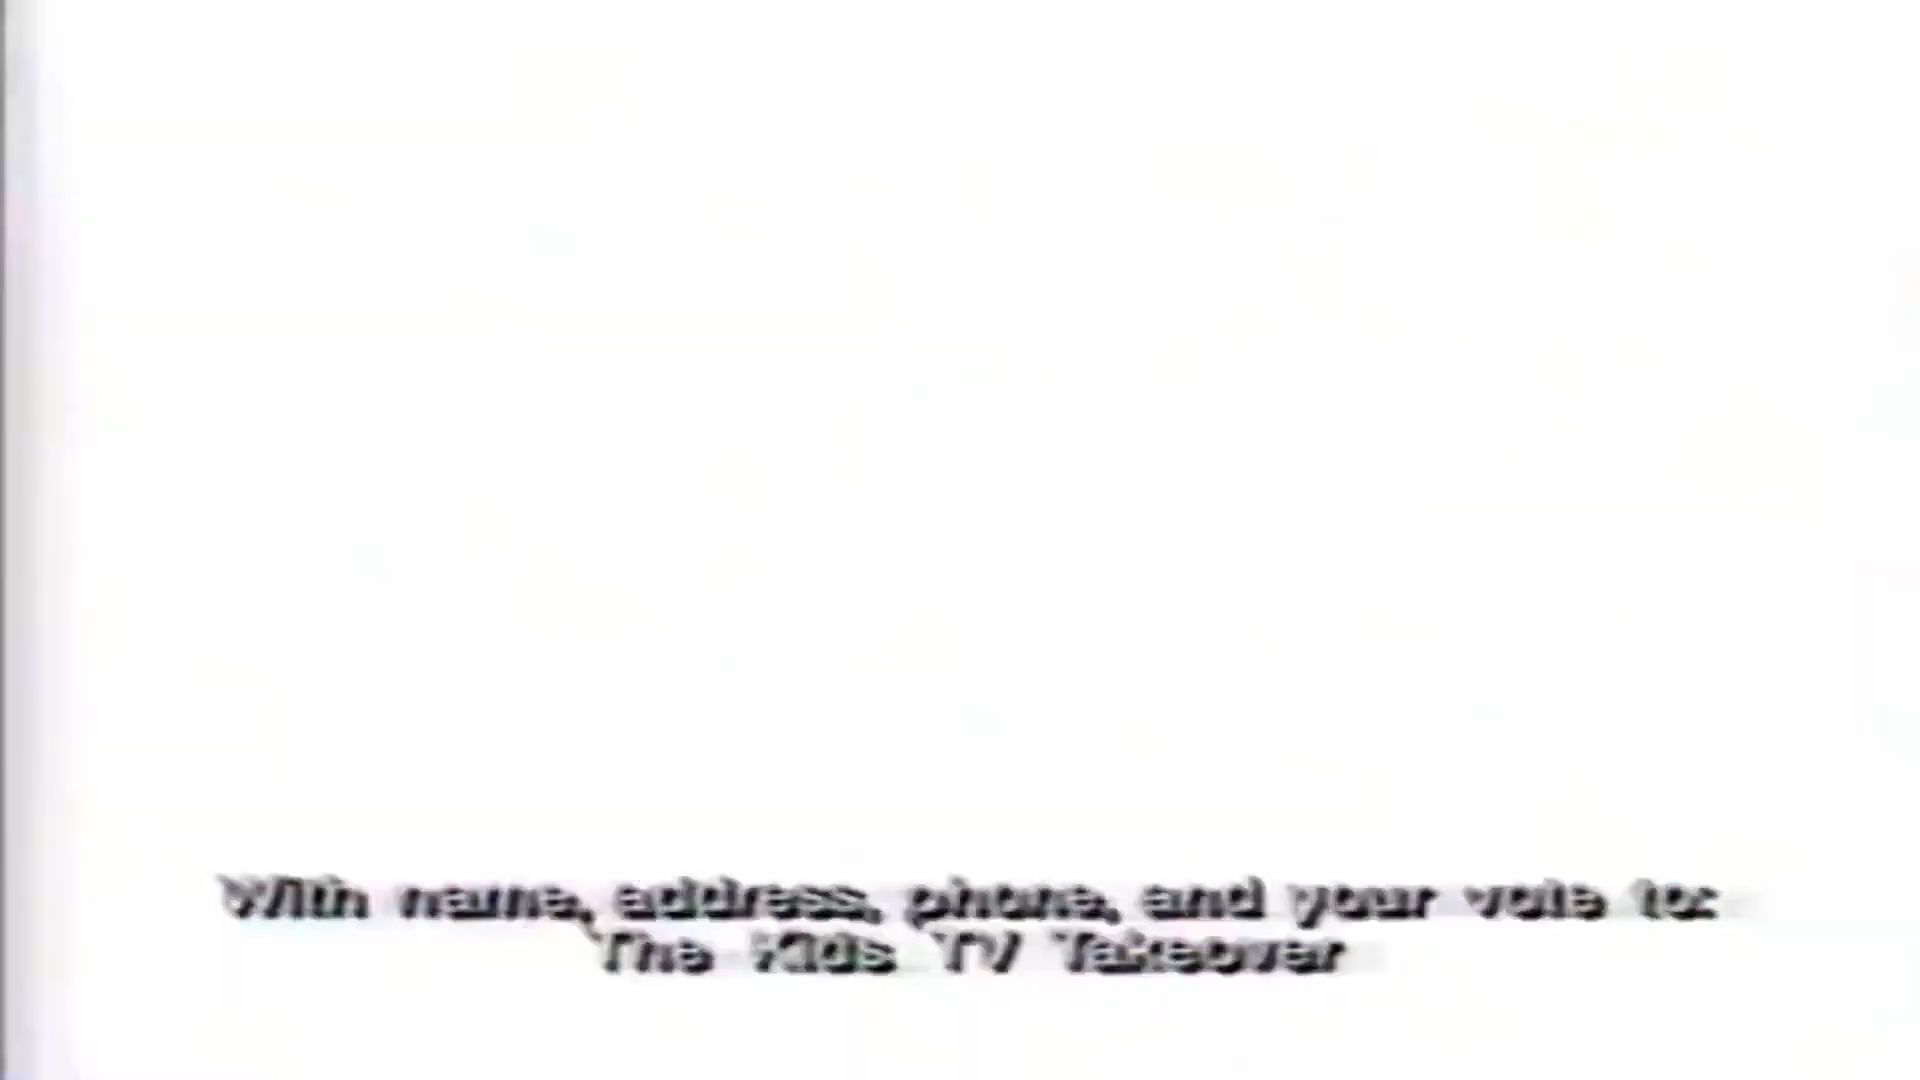 With name, address, phone, and your vote to:
The Kids TV Takeover